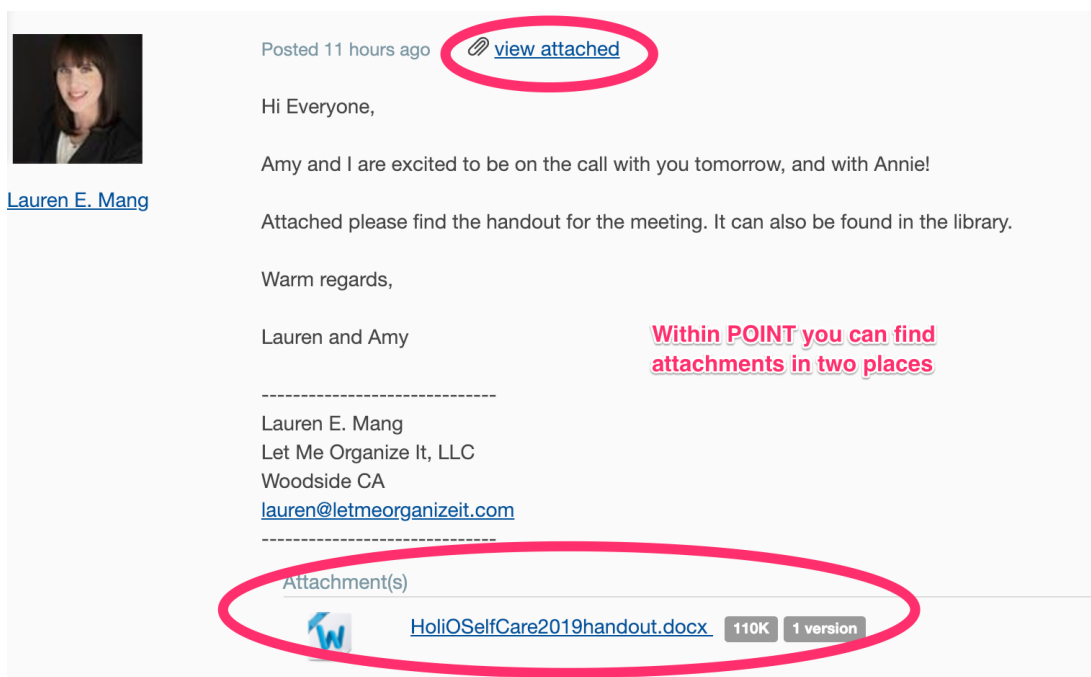 Posted 11 hours ago view attached
Hi Everyone,
Amy and I are excited to be on the call with you tomorrow, and with Annie!
Lauren E. Mang
Attached please find the handout for the meeting. It can also be found in the library.
Warm regards,
Lauren and Amy
Within POINT you can find
attachments in two places
------------------------------
Lauren E. Mang
Let Me Organize It, LLC
Woodside CA
lauren@letmeorganizeit.com
------------------------------
Attachment(s)
W
HoliOSelfCare2019handout.docx 110K 1 version